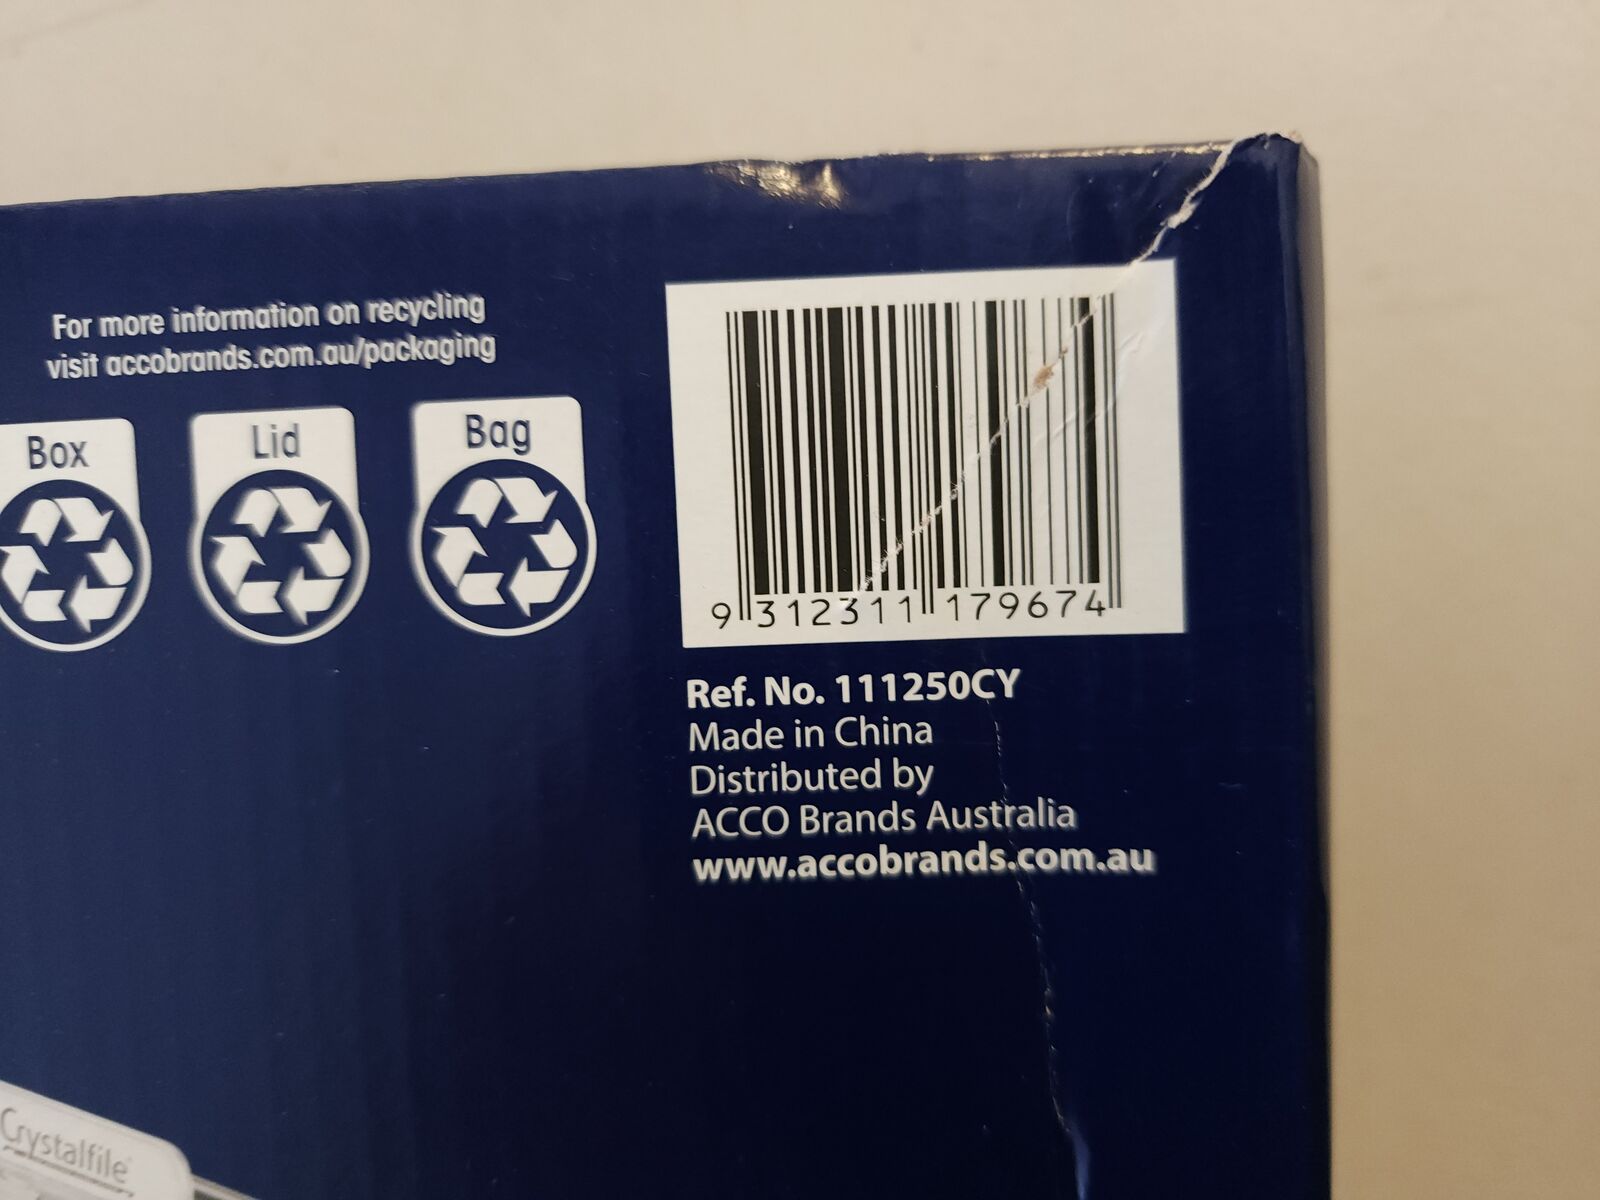 For more information on recycling
visit accobrands.com.au/packaging
Box
Lid
Bag
9 312311 179674
Ref. No. 111250CY
Made in China
Distributed by
ACCO Brands Australia
www.accobrands.com.au
Crystalfile